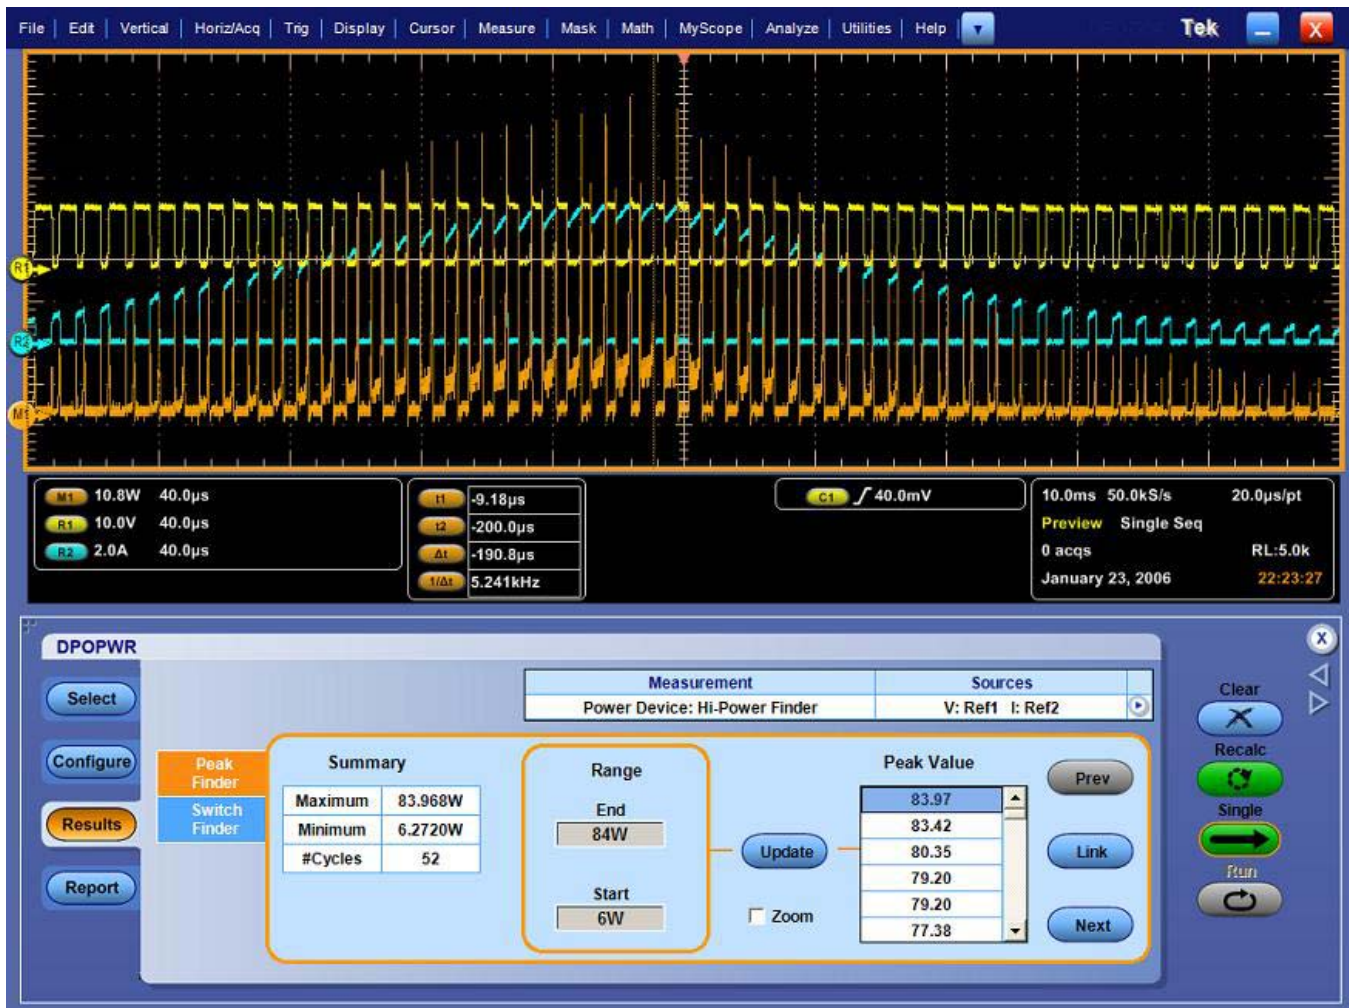 File | Edit | Vertical | Horiz/Acq | Trig | Display | Cursor | Measure | Mask | Math | MyScope | Analyze | Utilities | Help
Tek
X
R1
R2
M1
M1 10.8W 40.0µs
R1 10.0V 40.0µs
R2 2.0A 40.0µs
t1 -9.18µs
t2 -200.0µs
Δt -190.8µs
1/Δt 5.241kHz
C1 40.0mV
10.0ms 50.0kS/s 20.0µs/pt
Preview Single Seq
0 acqs RL:5.0k
January 23, 2006 22:23:27
DPOPWR
X
Select
Configure
Results
Report
Measurement Sources
Power Device: Hi-Power Finder V: Ref1 I: Ref2
Peak
Finder
Switch
Finder
Summary
Maximum 83.968W
Minimum 6.2720W
#Cycles 52
Range
End
84W
Start
6W
Update
Zoom
Peak Value
83.97
83.42
80.35
79.20
79.20
77.38
Prev
Link
Next
Clear
Recalc
Single
Run